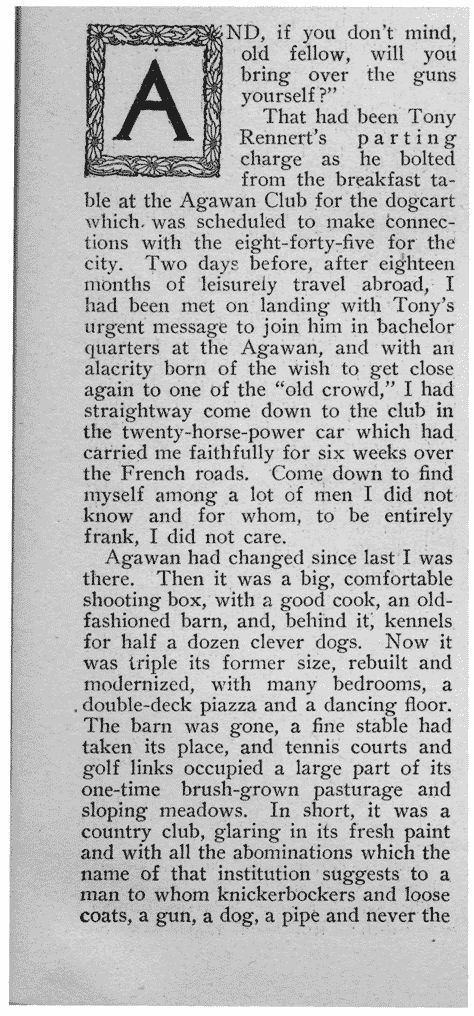 AND, if you don't mind,
old fellow, will you
bring over the guns
yourself?"
That had been Tony
Rennert's parting
charge as he bolted
from the breakfast ta-
ble at the Agawan Club for the dogcart
which was scheduled to make connec-
tions with the eight-forty-five for the
city. Two days before, after eighteen
months of leisurely travel abroad, I
had been met on landing with Tony's
urgent message to join him in bachelor
quarters at the Agawan, and with an
alacrity born of the wish to get close
again to one of the "old crowd," I had
straightway come down to the club in
the twenty-horse-power car which had
carried me faithfully for six weeks over
the French roads. Come down to find
myself among a lot of men I did not
know and for whom, to be entirely
frank, I did not care.
Agawan had changed since last I was
there. Then it was a big, comfortable
shooting box, with a good cook, an old-
fashioned barn, and, behind it, kennels
for half a dozen clever dogs. Now it
was triple its former size, rebuilt and
modernized, with many bedrooms, a
double-deck piazza and a dancing floor.
The barn was gone, a fine stable had
taken its place, and tennis courts and
golf links occupied a large part of its
one-time brush-grown pasturage and
sloping meadows. In short, it was a
country club, glaring in its fresh paint
and with all the abominations which the
name of that institution suggests to a
man to whom knickerbockers and loose
coats, a gun, a dog, a pipe and never the